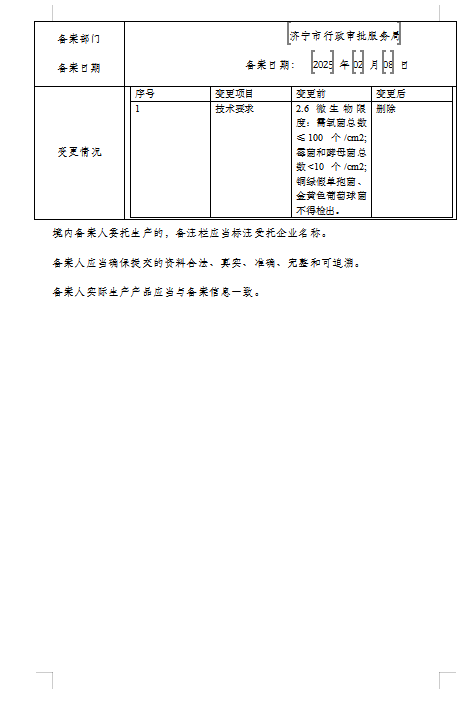 备案部门
济宁市行政审批服务局
备案日期
备案日期: 2025 年 02 月 08 日
变更情况
序号 变更项目 变更前 变更后
1 技术要求 2.6 微生物限 删除
度：需氧菌总数
≤100 个/cm2;
霉菌和酵母菌总
数<10 个/cm2;
铜绿假单孢菌、
金黄色葡萄球菌
不得检出。
境内备案人委托生产的，备注栏应当标注受托企业名称。
备案人应当确保提交的资料合法、真实、准确、完整和可追溯。
备案人实际生产产品应当与备案信息一致。